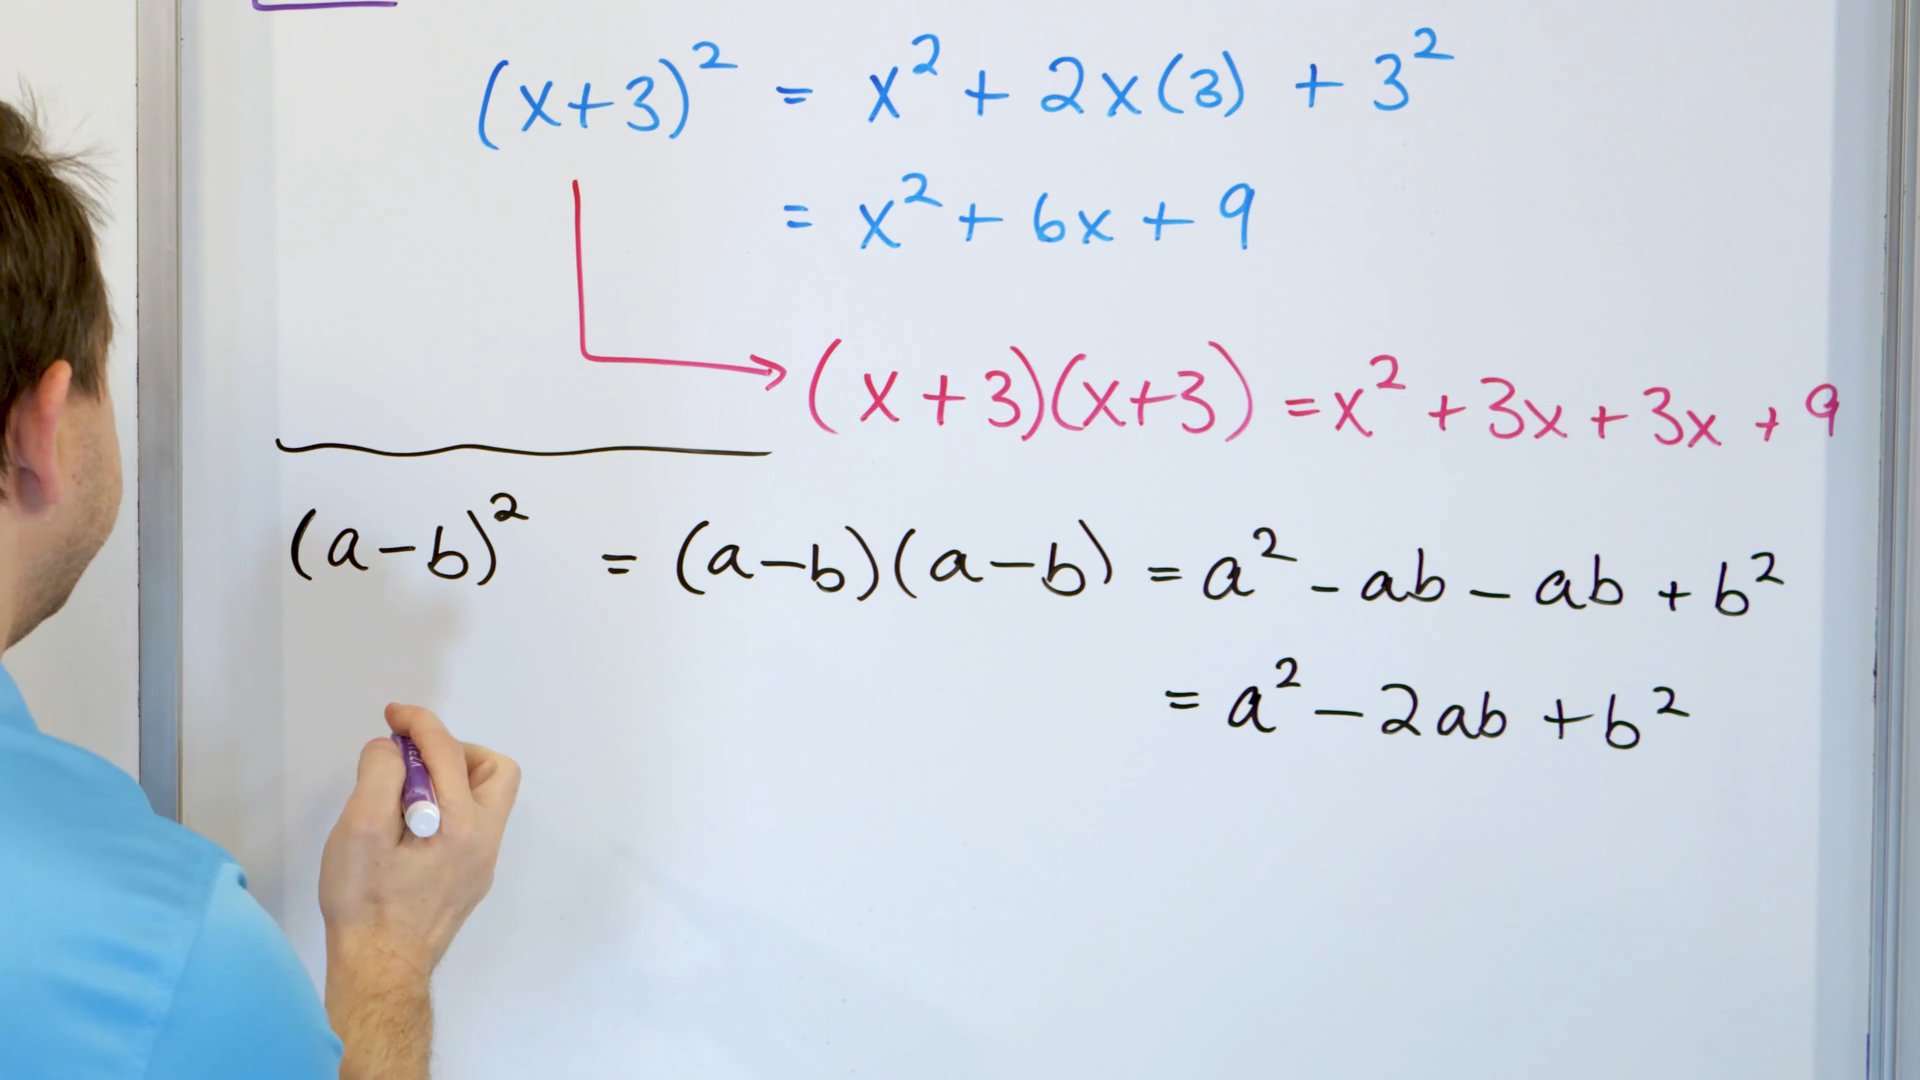 (x+3)² = x² + 2x(3) + 3²
= x² + 6x + 9
(x+3)(x+3) = x² + 3x + 3x + 9
(a-b)² = (a-b)(a-b) = a² - ab - ab + b²
= a² - 2ab + b²